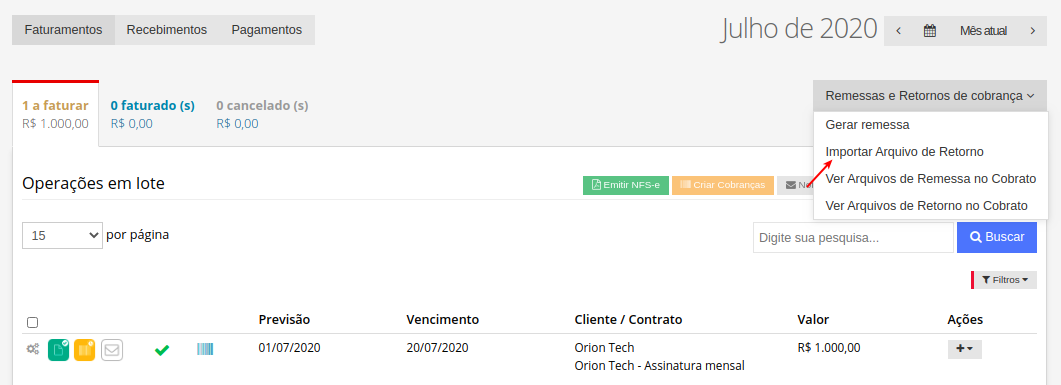 Faturamentos Recebimentos Pagamentos
Julho de 2020
Mês atual
1 a faturar
R$ 1.000,00
0 faturado (s)
R$ 0,00
0 cancelado (s)
R$ 0,00
Remessas e Retornos de cobrança
Gerar remessa
Importar Arquivo de Retorno
Ver Arquivos de Remessa no Cobrato
Ver Arquivos de Retorno no Cobrato
Operações em lote
Emitir NFS-e
Criar Cobranças
15 por página
Digite sua pesquisa...
Buscar
Filtros
Previsão Vencimento Cliente / Contrato Valor Ações
01/07/2020 20/07/2020 Orion Tech R$ 1.000,00
Orion Tech - Assinatura mensal